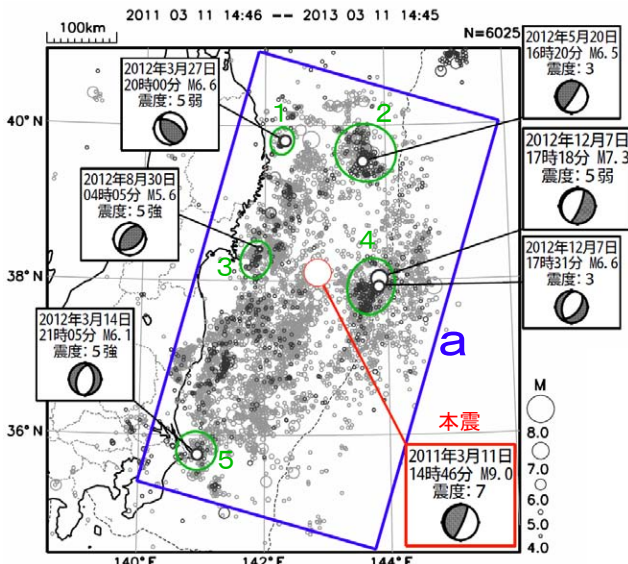 2011 03 11 14:46 -- 2013 03 11 14:45
100km
N=6025
2012年3月27日
20時00分 M6.6
震度：5弱
2012年5月20日
16時20分 M6.5
震度：3
1
2
40°N
2012年12月7日
17時18分 M7.3
震度：5弱
2012年8月30日
04時05分 M5.6
震度：5強
3
4
2012年12月7日
17時31分 M6.6
震度：3
38°N
2012年3月14日
21時05分 M6.1
震度：5強
a
M
8.0
7.0
6.0
5.0
4.0
本震
2011年3月11日
14時46分 M9.0
震度：7
36°N
5
140°E
142°E
144°E